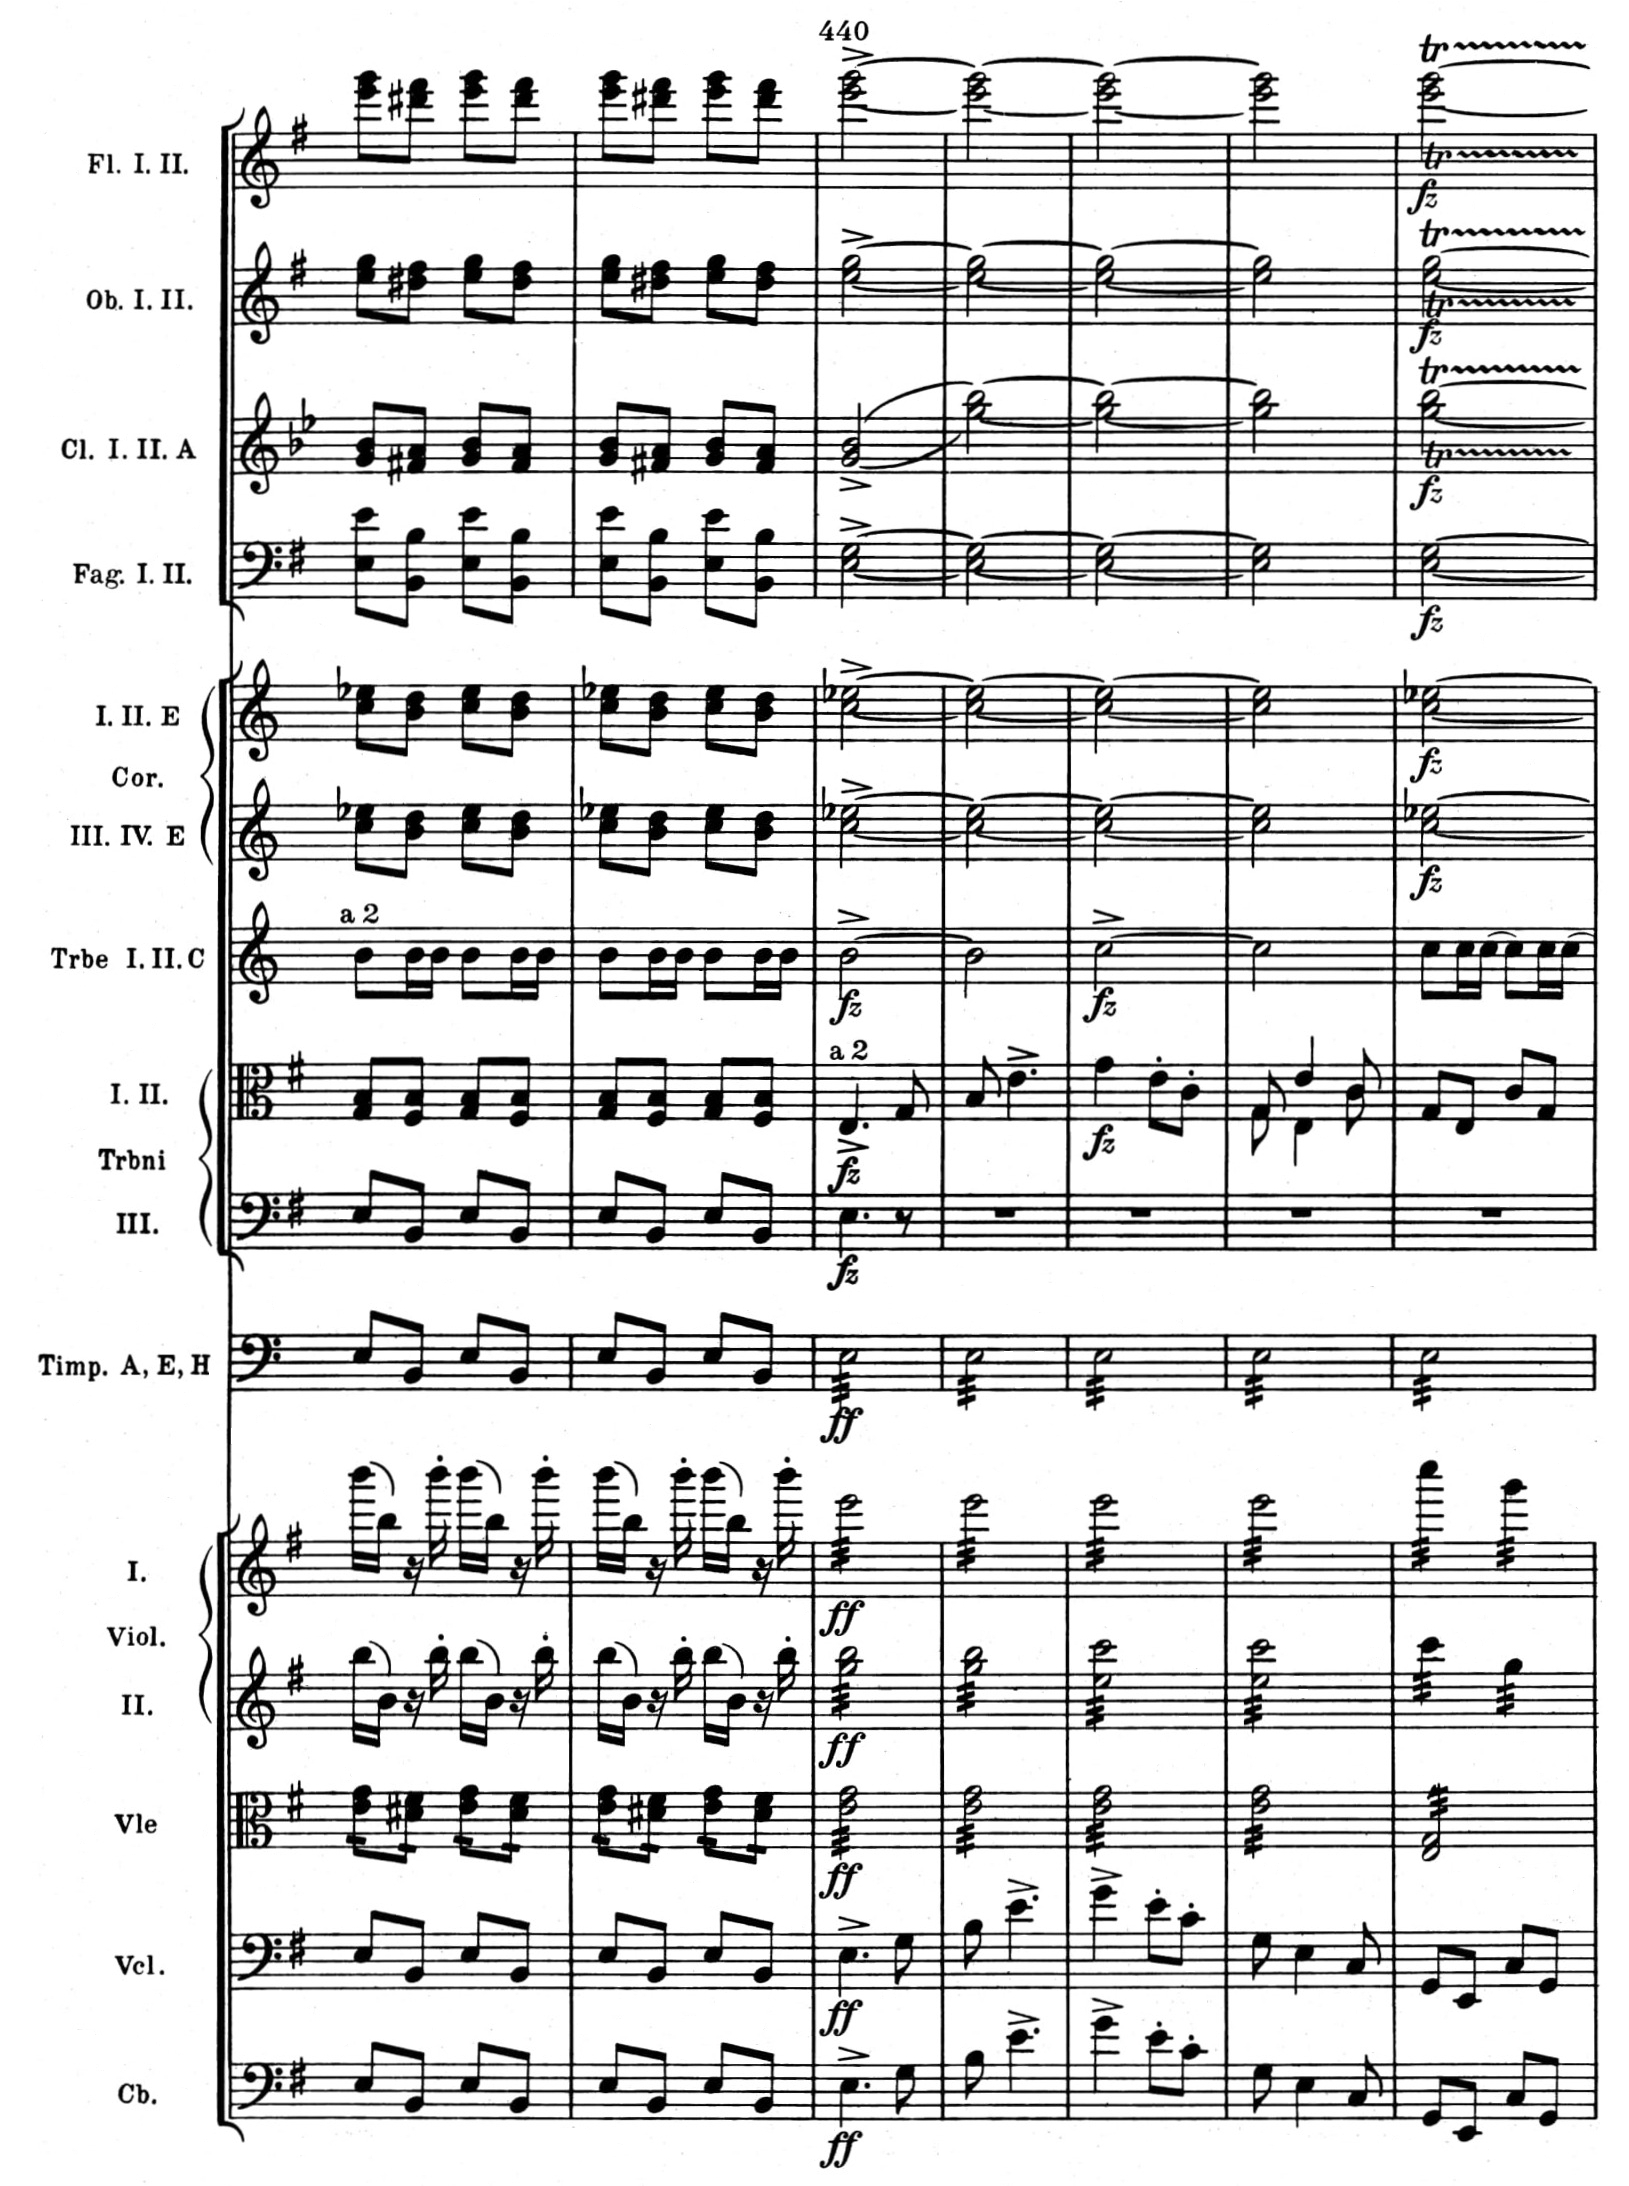 440
tr
Fl. I. II.
tr
fz
tr
Ob. I. II.
tr
fz
tr
Cl. I. II. A
tr
fz
Fag. I. II.
fz
I. II. E
fz
Cor.
III. IV. E
fz
a 2
Trbe I. II. C
fz fz
a 2
I. II.
fz fz
Trbni
III.
fz
Timp. A, E, H
ff
I.
ff
Viol.
II.
ff
Vle
ff
Vcl.
ff
Cb.
ff